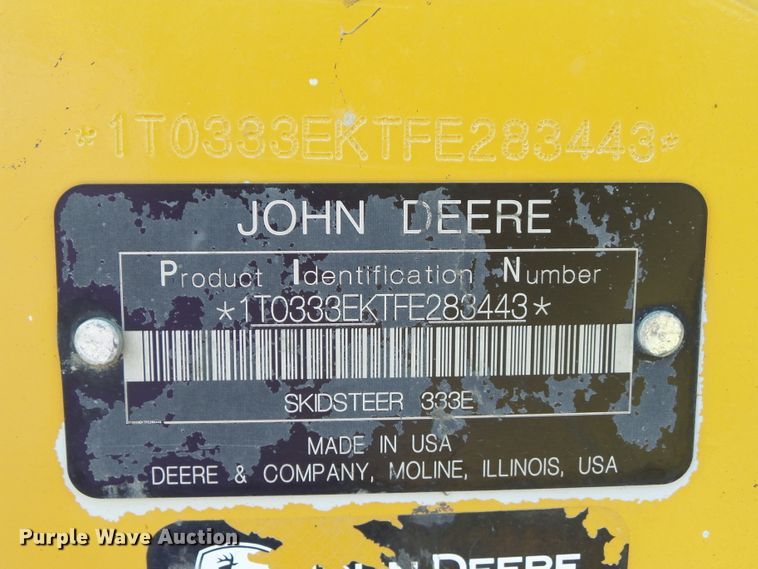 *1T0333EKTFE283443*
JOHN DEERE
Product Identification Number
*1T0333EKTFE283443*
SKIDSTEER 333E
MADE IN USA
DEERE & COMPANY, MOLINE, ILLINOIS, USA
Purple Wave Auction
DEERE